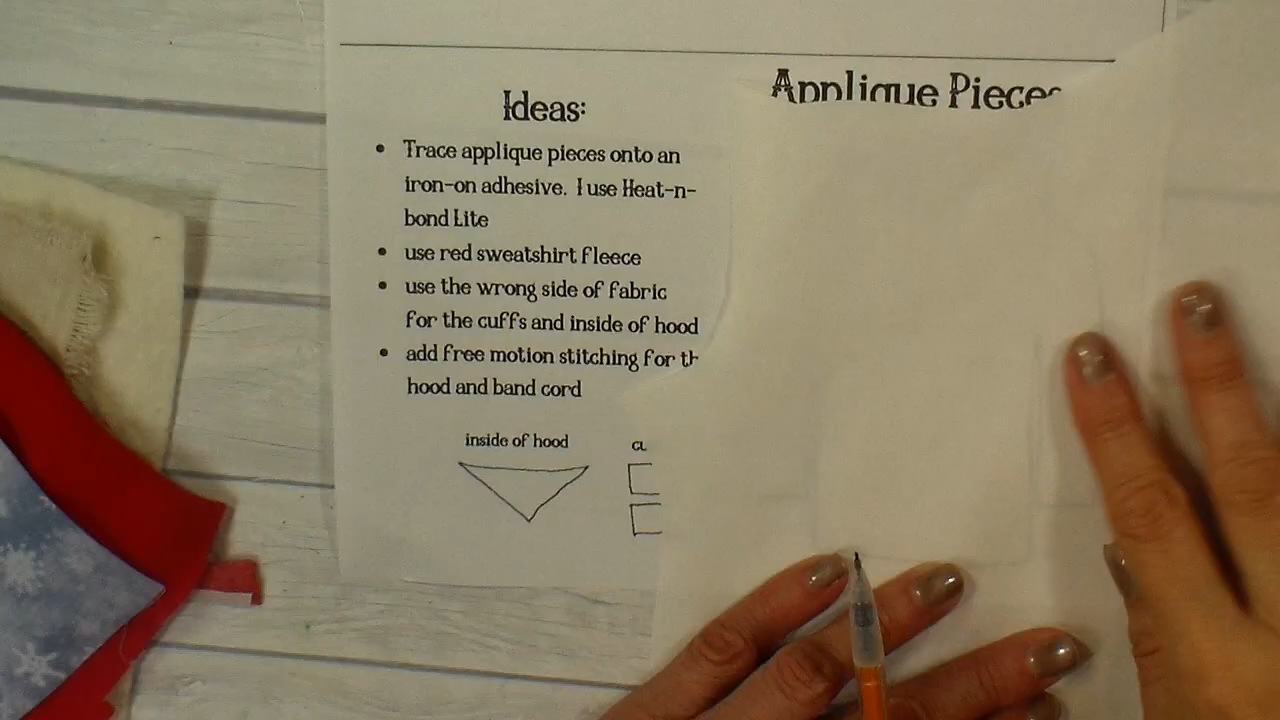 Applique Pieces
Ideas:
• Trace applique pieces onto an
iron-on adhesive. I use Heat-n-
bond Lite
• use red sweatshirt fleece
• use the wrong side of fabric
for the cuffs and inside of hood
• add free motion stitching for th
hood and band cord
inside of hood